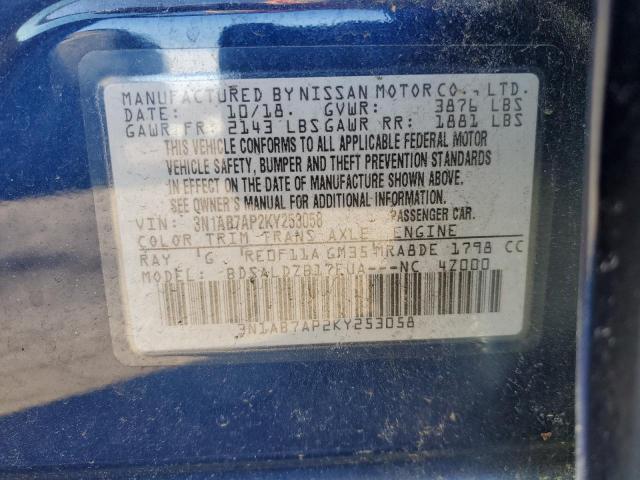 MANUFACTURED BY NISSAN MOTOR CO., LTD.
DATE: 10/18. GVWR: 3876 LBS
GAWR FR: 2143 LBS GAWR RR: 1881 LBS
THIS VEHICLE CONFORMS TO ALL APPLICABLE FEDERAL MOTOR
VEHICLE SAFETY, BUMPER AND THEFT PREVENTION STANDARDS
IN EFFECT ON THE DATE OF MANUFACTURE SHOWN ABOVE.
SEE OWNER'S MANUAL FOR ADDITIONAL INFORMATION.
VIN: 3N1AB7AP2KY253058 PASSENGER CAR.
COLOR TRIM TRANS AXLE ENGINE
RAY G RE0F11A GM35 MRA8DE 1798 CC
MODEL: BDSALDZB17EUA---NC 4Z000
3N1AB7AP2KY253058